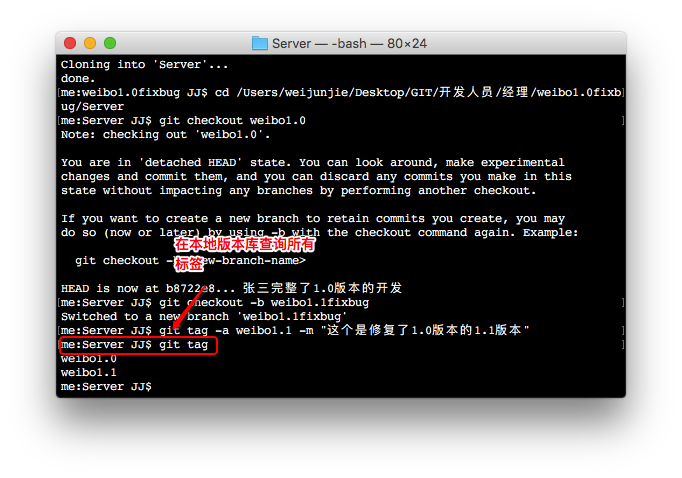 Server — -bash — 80×24
Cloning into 'Server'...
done.
[me:weibo1.0fixbug JJ$ cd /Users/weijunjie/Desktop/GIT/开发人员/经理/weibo1.0fixb]
ug/Server
[me:Server JJ$ git checkout weibo1.0 ]
Note: checking out 'weibo1.0'.
You are in 'detached HEAD' state. You can look around, make experimental
changes and commit them, and you can discard any commits you make in this
state without impacting any branches by performing another checkout.
If you want to create a new branch to retain commits you create, you may
do so (now or later) by using -b with the checkout command again. Example:
在本地版本库查询所有
标签
git checkout - ew-branch-name>
HEAD is now at b8722e8... 张三完整了1.0版本的开发
[me:Server JJ$ git checkout -b weibo1.1fixbug ]
Switched to a new branch 'weibo1.1fixbug'
[me:Server JJ$ git tag -a weibo1.1 -m "这个是修复了1.0版本的1.1版本" ]
[me:Server JJ$ git tag ]
weibo1.0
weibo1.1
me:Server JJ$